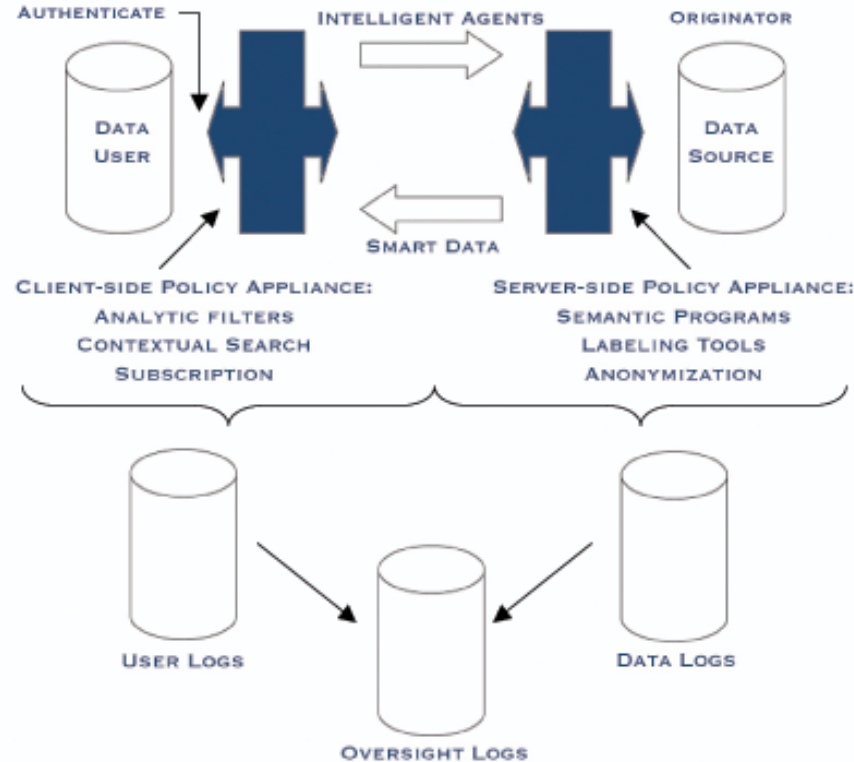 AUTHENTICATE
INTELLIGENT AGENTS
ORIGINATOR
DATA
USER
DATA
SOURCE
SMART DATA
CLIENT-SIDE POLICY APPLIANCE:
ANALYTIC FILTERS
CONTEXTUAL SEARCH
SUBSCRIPTION
SERVER-SIDE POLICY APPLIANCE:
SEMANTIC PROGRAMS
LABELING TOOLS
ANONYMIZATION
USER LOGS
DATA LOGS
OVERSIGHT LOGS